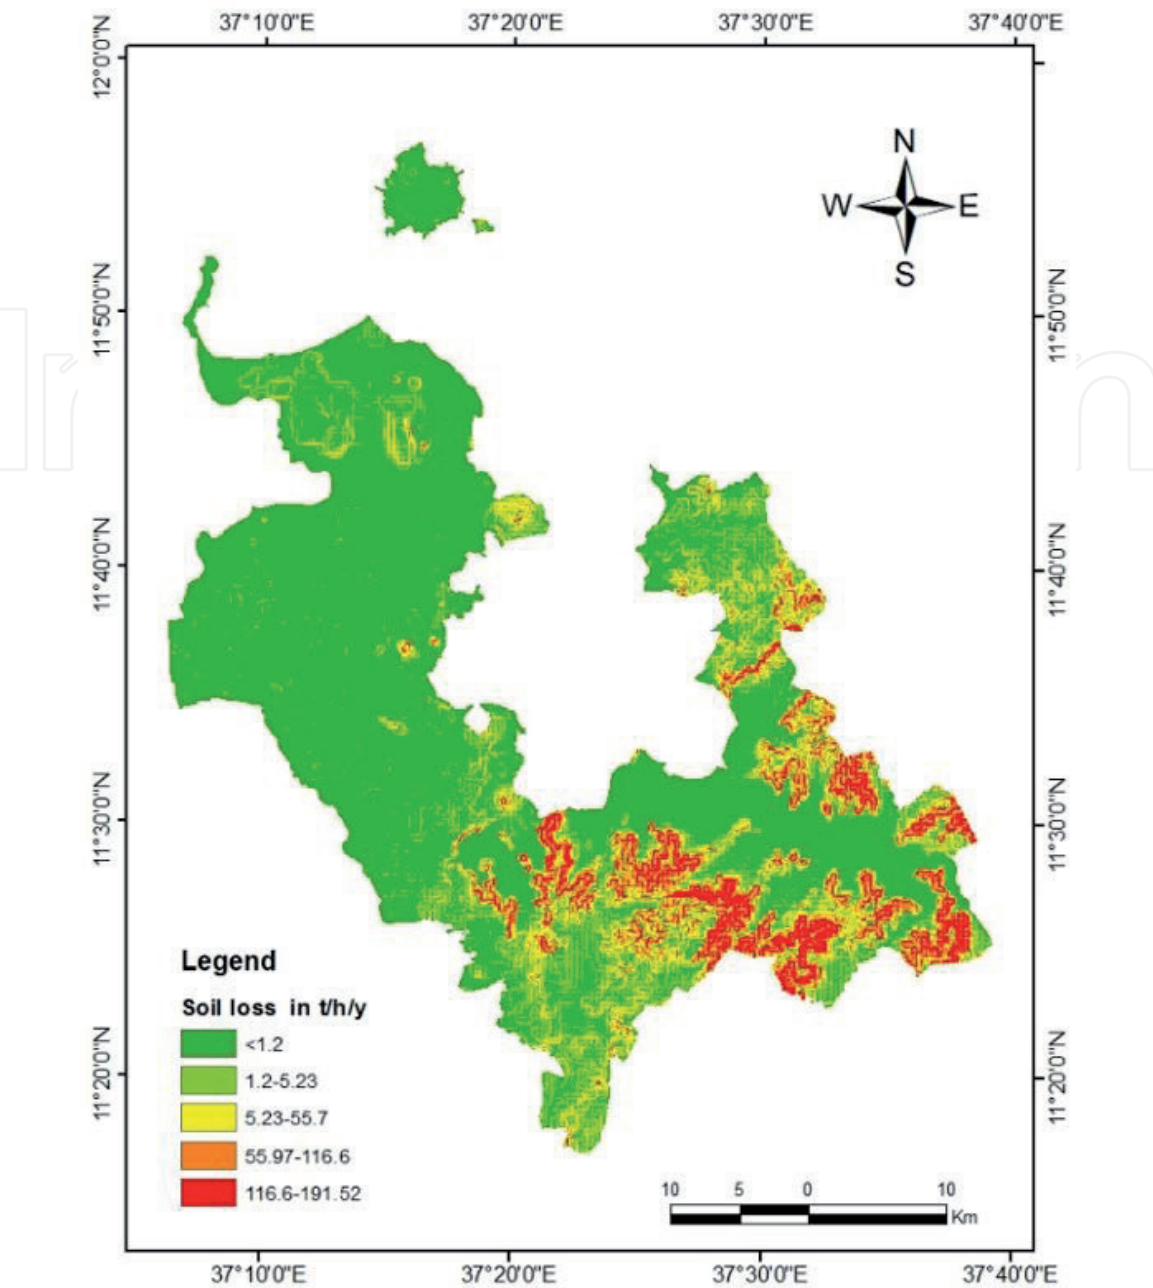 37°10'0"E 37°20'0"E 37°30'0"E 37°40'0"E
12°0'0"N
N
W E
S
11°50'0"N 11°50'0"N
11°40'0"N 11°40'0"N
11°30'0"N 11°30'0"N
Legend
Soil loss in t/h/y
<1.2
1.2-5.23
5.23-55.7
55.97-116.6
116.6-191.52
11°20'0"N 11°20'0"N
10 5 0 10
Km
37°10'0"E 37°20'0"E 37°30'0"E 37°40'0"E